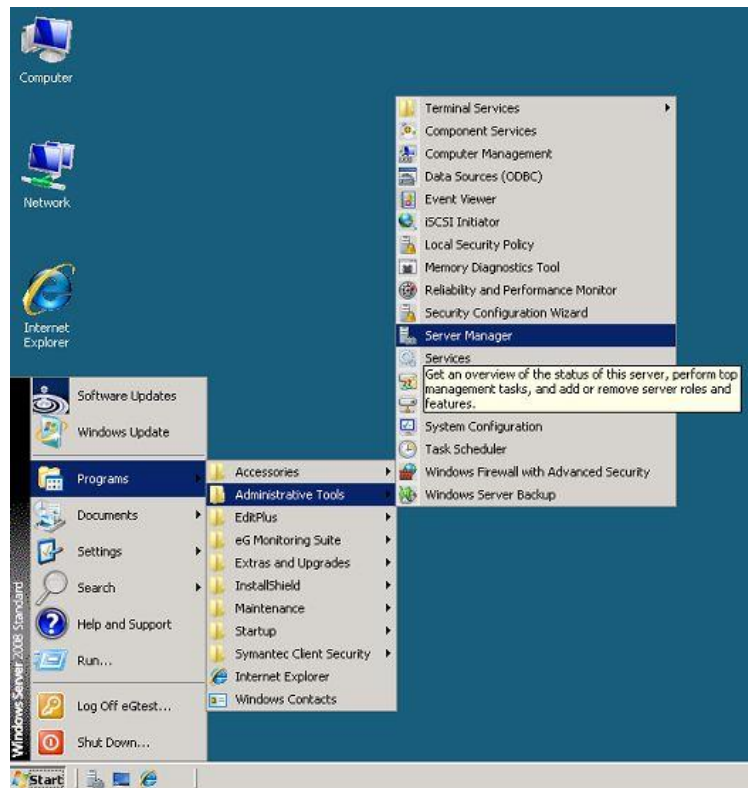 Computer
Network
Internet
Explorer
Terminal Services
Component Services
Computer Management
Data Sources (ODBC)
Event Viewer
iSCSI Initiator
Local Security Policy
Memory Diagnostics Tool
Reliability and Performance Monitor
Security Configuration Wizard
Server Manager
Services
Get an overview of the status of this server, perform top
management tasks, and add or remove server roles and
features.
System Configuration
Task Scheduler
Windows Firewall with Advanced Security
Windows Server Backup
Software Updates
Windows Update
Programs
Documents
Settings
Search
Help and Support
Run...
Log Off eGtest...
Shut Down...
Accessories
Administrative Tools
EditPlus
eG Monitoring Suite
Extras and Upgrades
InstallShield
Maintenance
Startup
Symantec Client Security
Internet Explorer
Windows Contacts
Windows Server 2008 Standard
Start